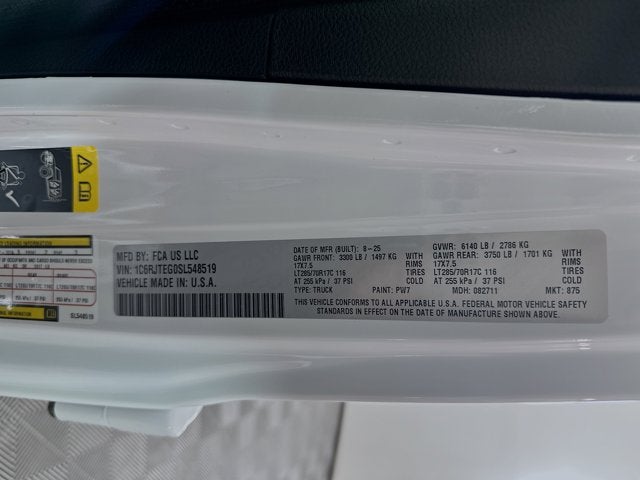 MFD BY: FCA US LLC
VIN: 1C6RJTEG0SL548519
VEHICLE MADE IN: U.S.A.
DATE OF MFR (BUILT): 8-25
GAWR FRONT: 3300 LB / 1497 KG WITH
17X7.5 RIMS
LT285/70R17C 116 TIRES
AT 255 kPa / 37 PSI COLD
TYPE: TRUCK PAINT: PW7
GVWR: 6140 LB / 2786 KG
GAWR REAR: 3750 LB / 1701 KG WITH
17X7.5 RIMS
LT285/70R17C 116 TIRES
AT 255 kPa / 37 PSI COLD
MDH: 082711 MKT: 875
THIS VEHICLE CONFORMS TO ALL APPLICABLE U.S.A. FEDERAL MOTOR VEHICLE SAFETY
STANDARDS IN EFFECT ON THE DATE OF MANUFACTURE SHOWN ABOVE.
SL548519